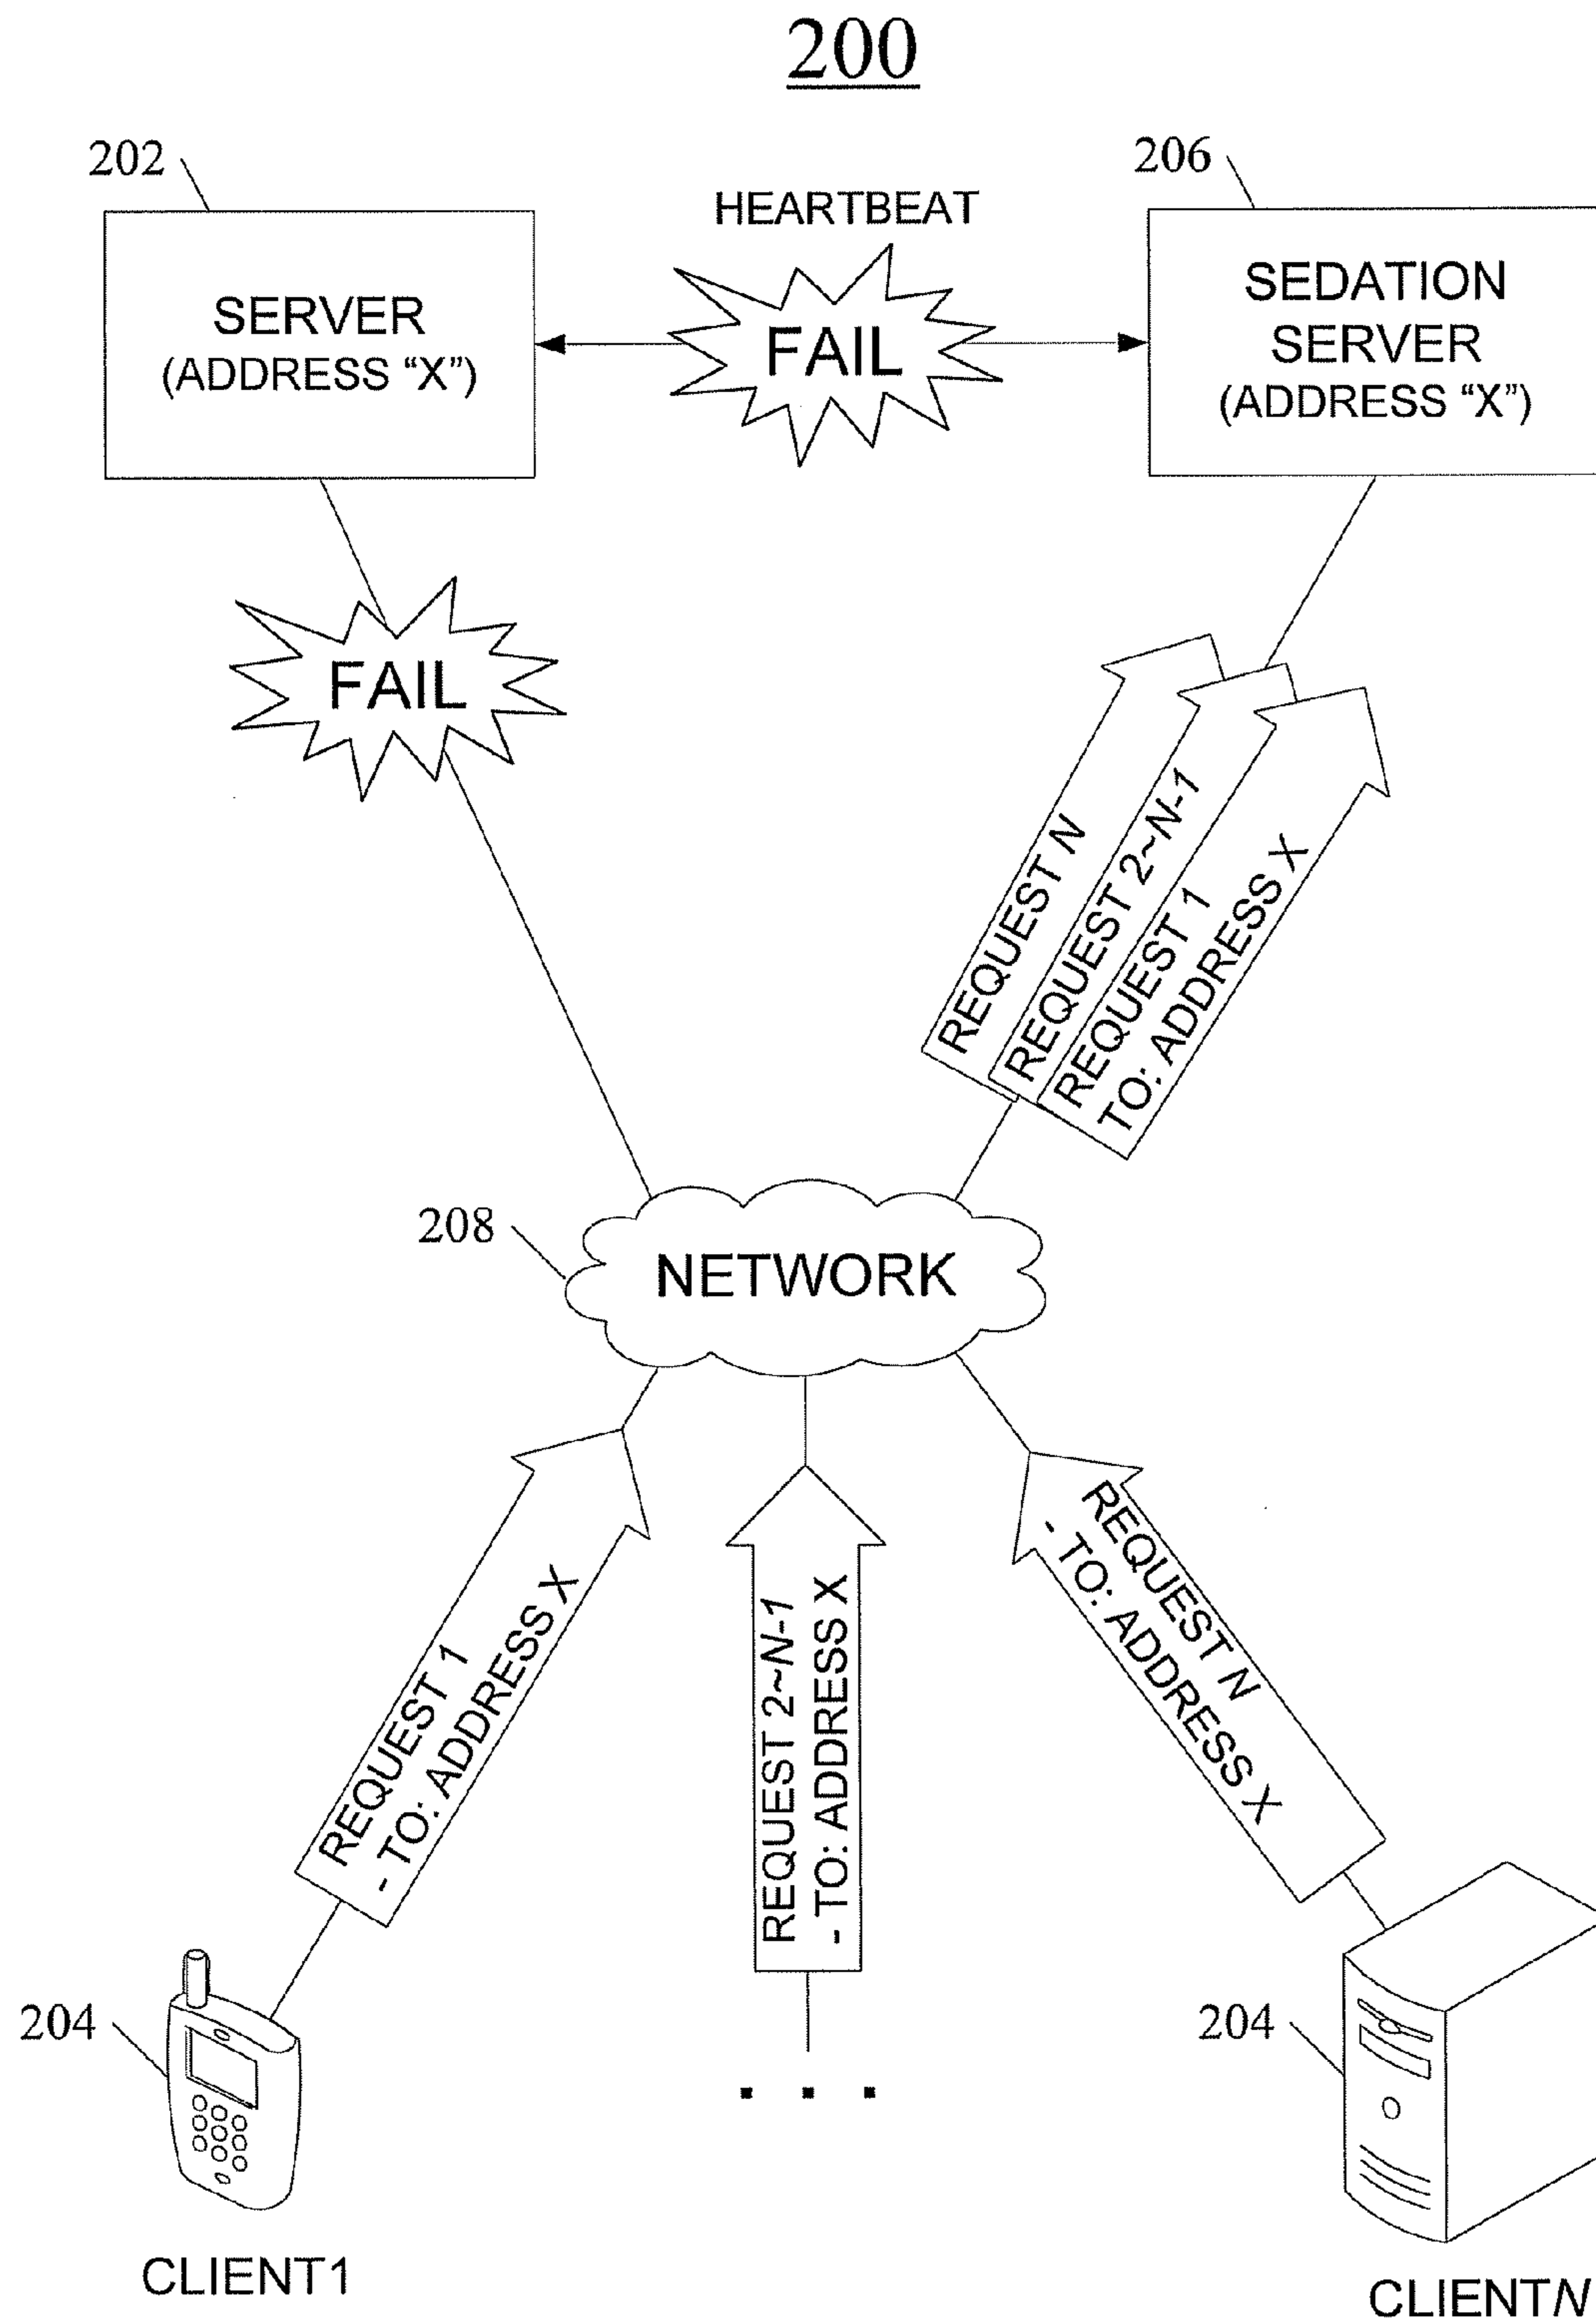 200
202
206
HEARTBEAT
SERVER
(ADDRESS “X”)
FAIL
SEDATION
SERVER
(ADDRESS “X”)
FAIL
REQUEST N
REQUEST 2~N-1
REQUEST 1
TO: ADDRESS X
208
NETWORK
REQUEST 1
- TO: ADDRESS X
REQUEST 2~N-1
- TO: ADDRESS X
REQUEST N
- TO: ADDRESS X
204
204
. . .
CLIENT1
CLIENTN